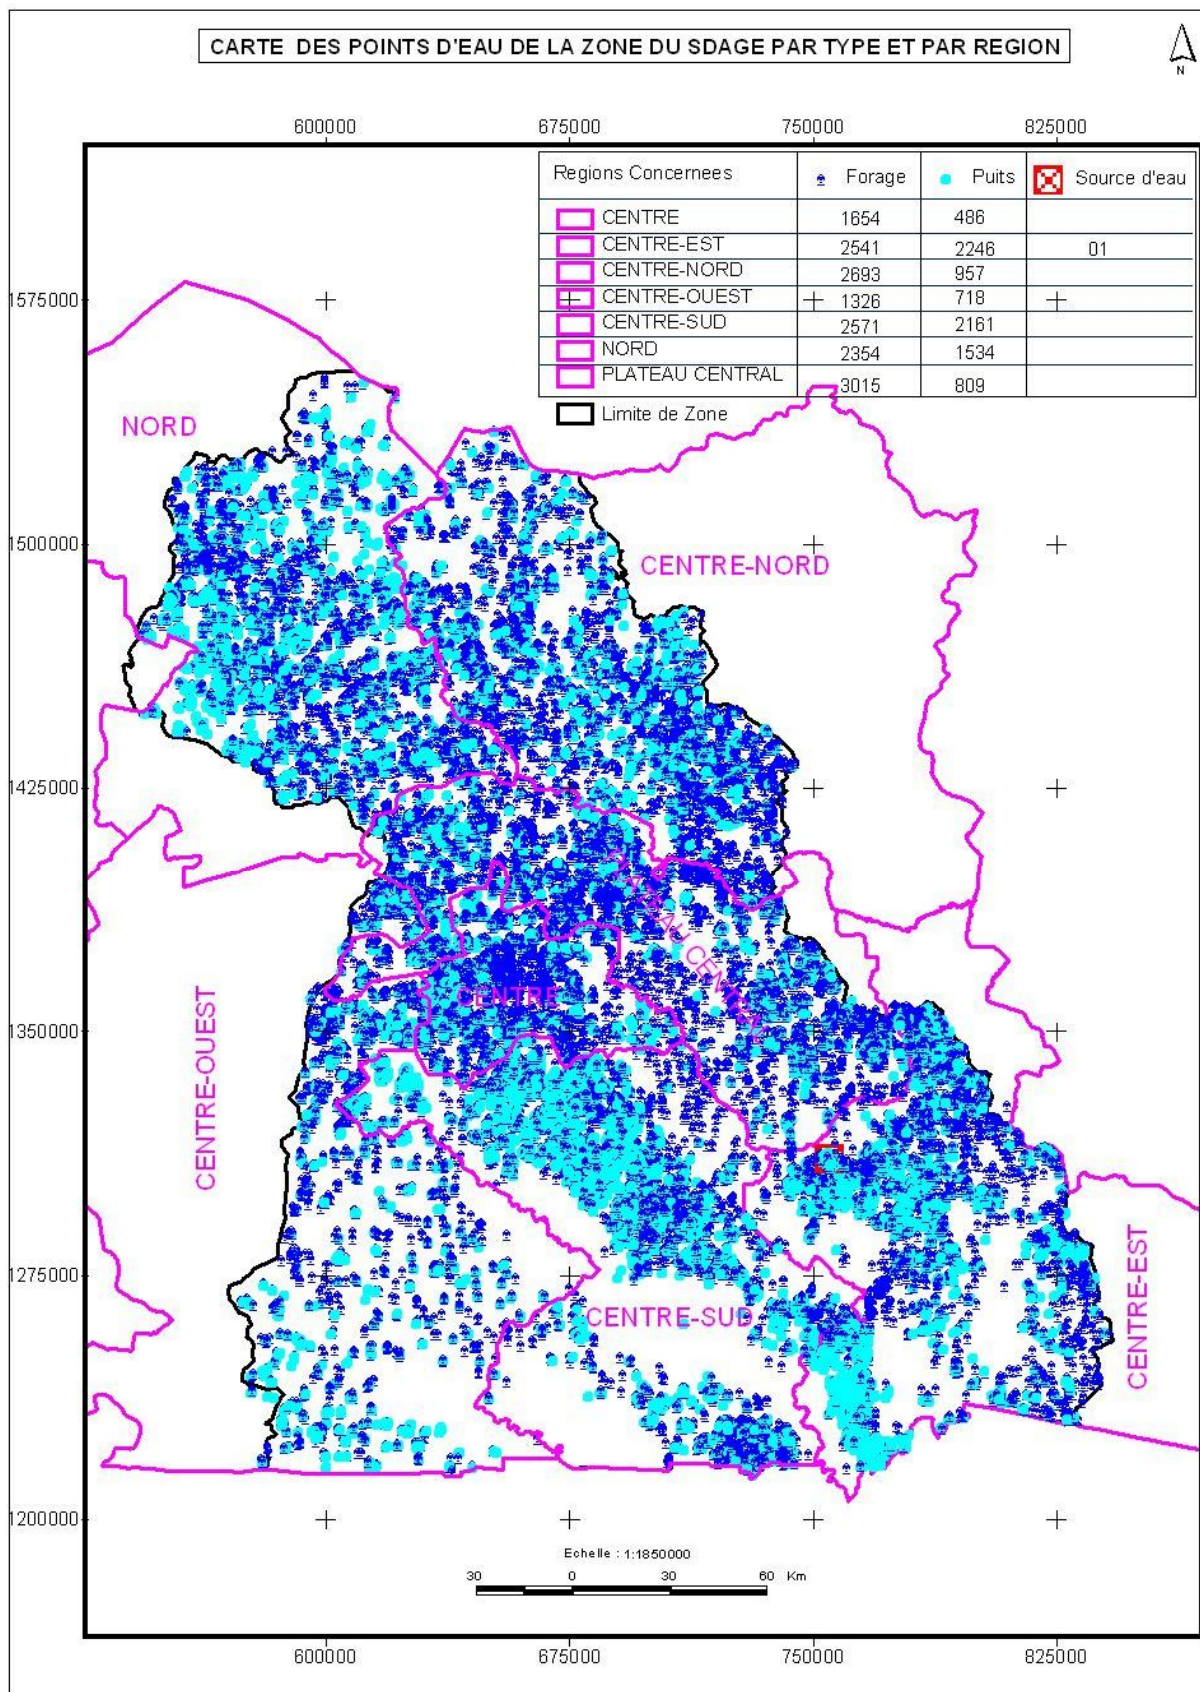 CARTE DES POINTS D'EAU DE LA ZONE DU SDAGE PAR TYPE ET PAR REGION
N
600000 675000 750000 825000
Regions Concernees Forage Puits Source d'eau
CENTRE 1654 486
CENTRE-EST 2541 2246 01
CENTRE-NORD 2693 957
CENTRE-OUEST 1326 718
CENTRE-SUD 2571 2161
NORD 2354 1534
PLATEAU CENTRAL 3015 809
Limite de Zone
1575000
NORD
1500000
CENTRE-NORD
1425000
PLATEAU CENTRAL
CENTRE
CENTRE-OUEST
1350000
1275000
CENTRE-SUD
CENTRE-EST
1200000
Echelle : 1:1850000
30 0 30 60 Km
600000 675000 750000 825000